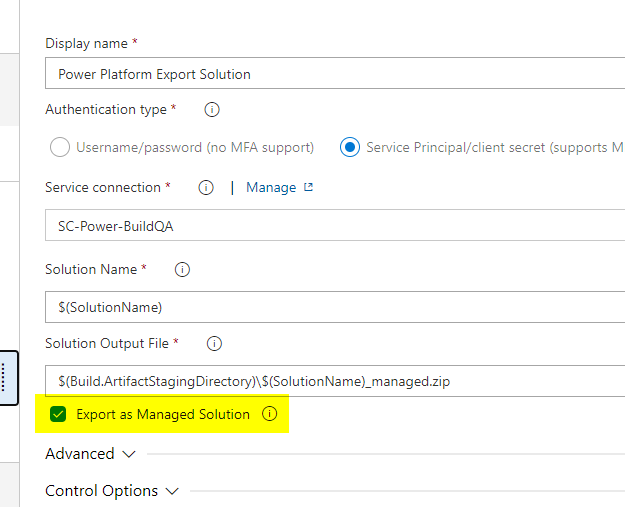 Display name *
Power Platform Export Solution
Authentication type *
Username/password (no MFA support) Service Principal/client secret (supports M
Service connection * | Manage
SC-Power-BuildQA
Solution Name *
$(SolutionName)
Solution Output File *
$(Build.ArtifactStagingDirectory)\$(SolutionName)_managed.zip
Export as Managed Solution
Advanced
Control Options